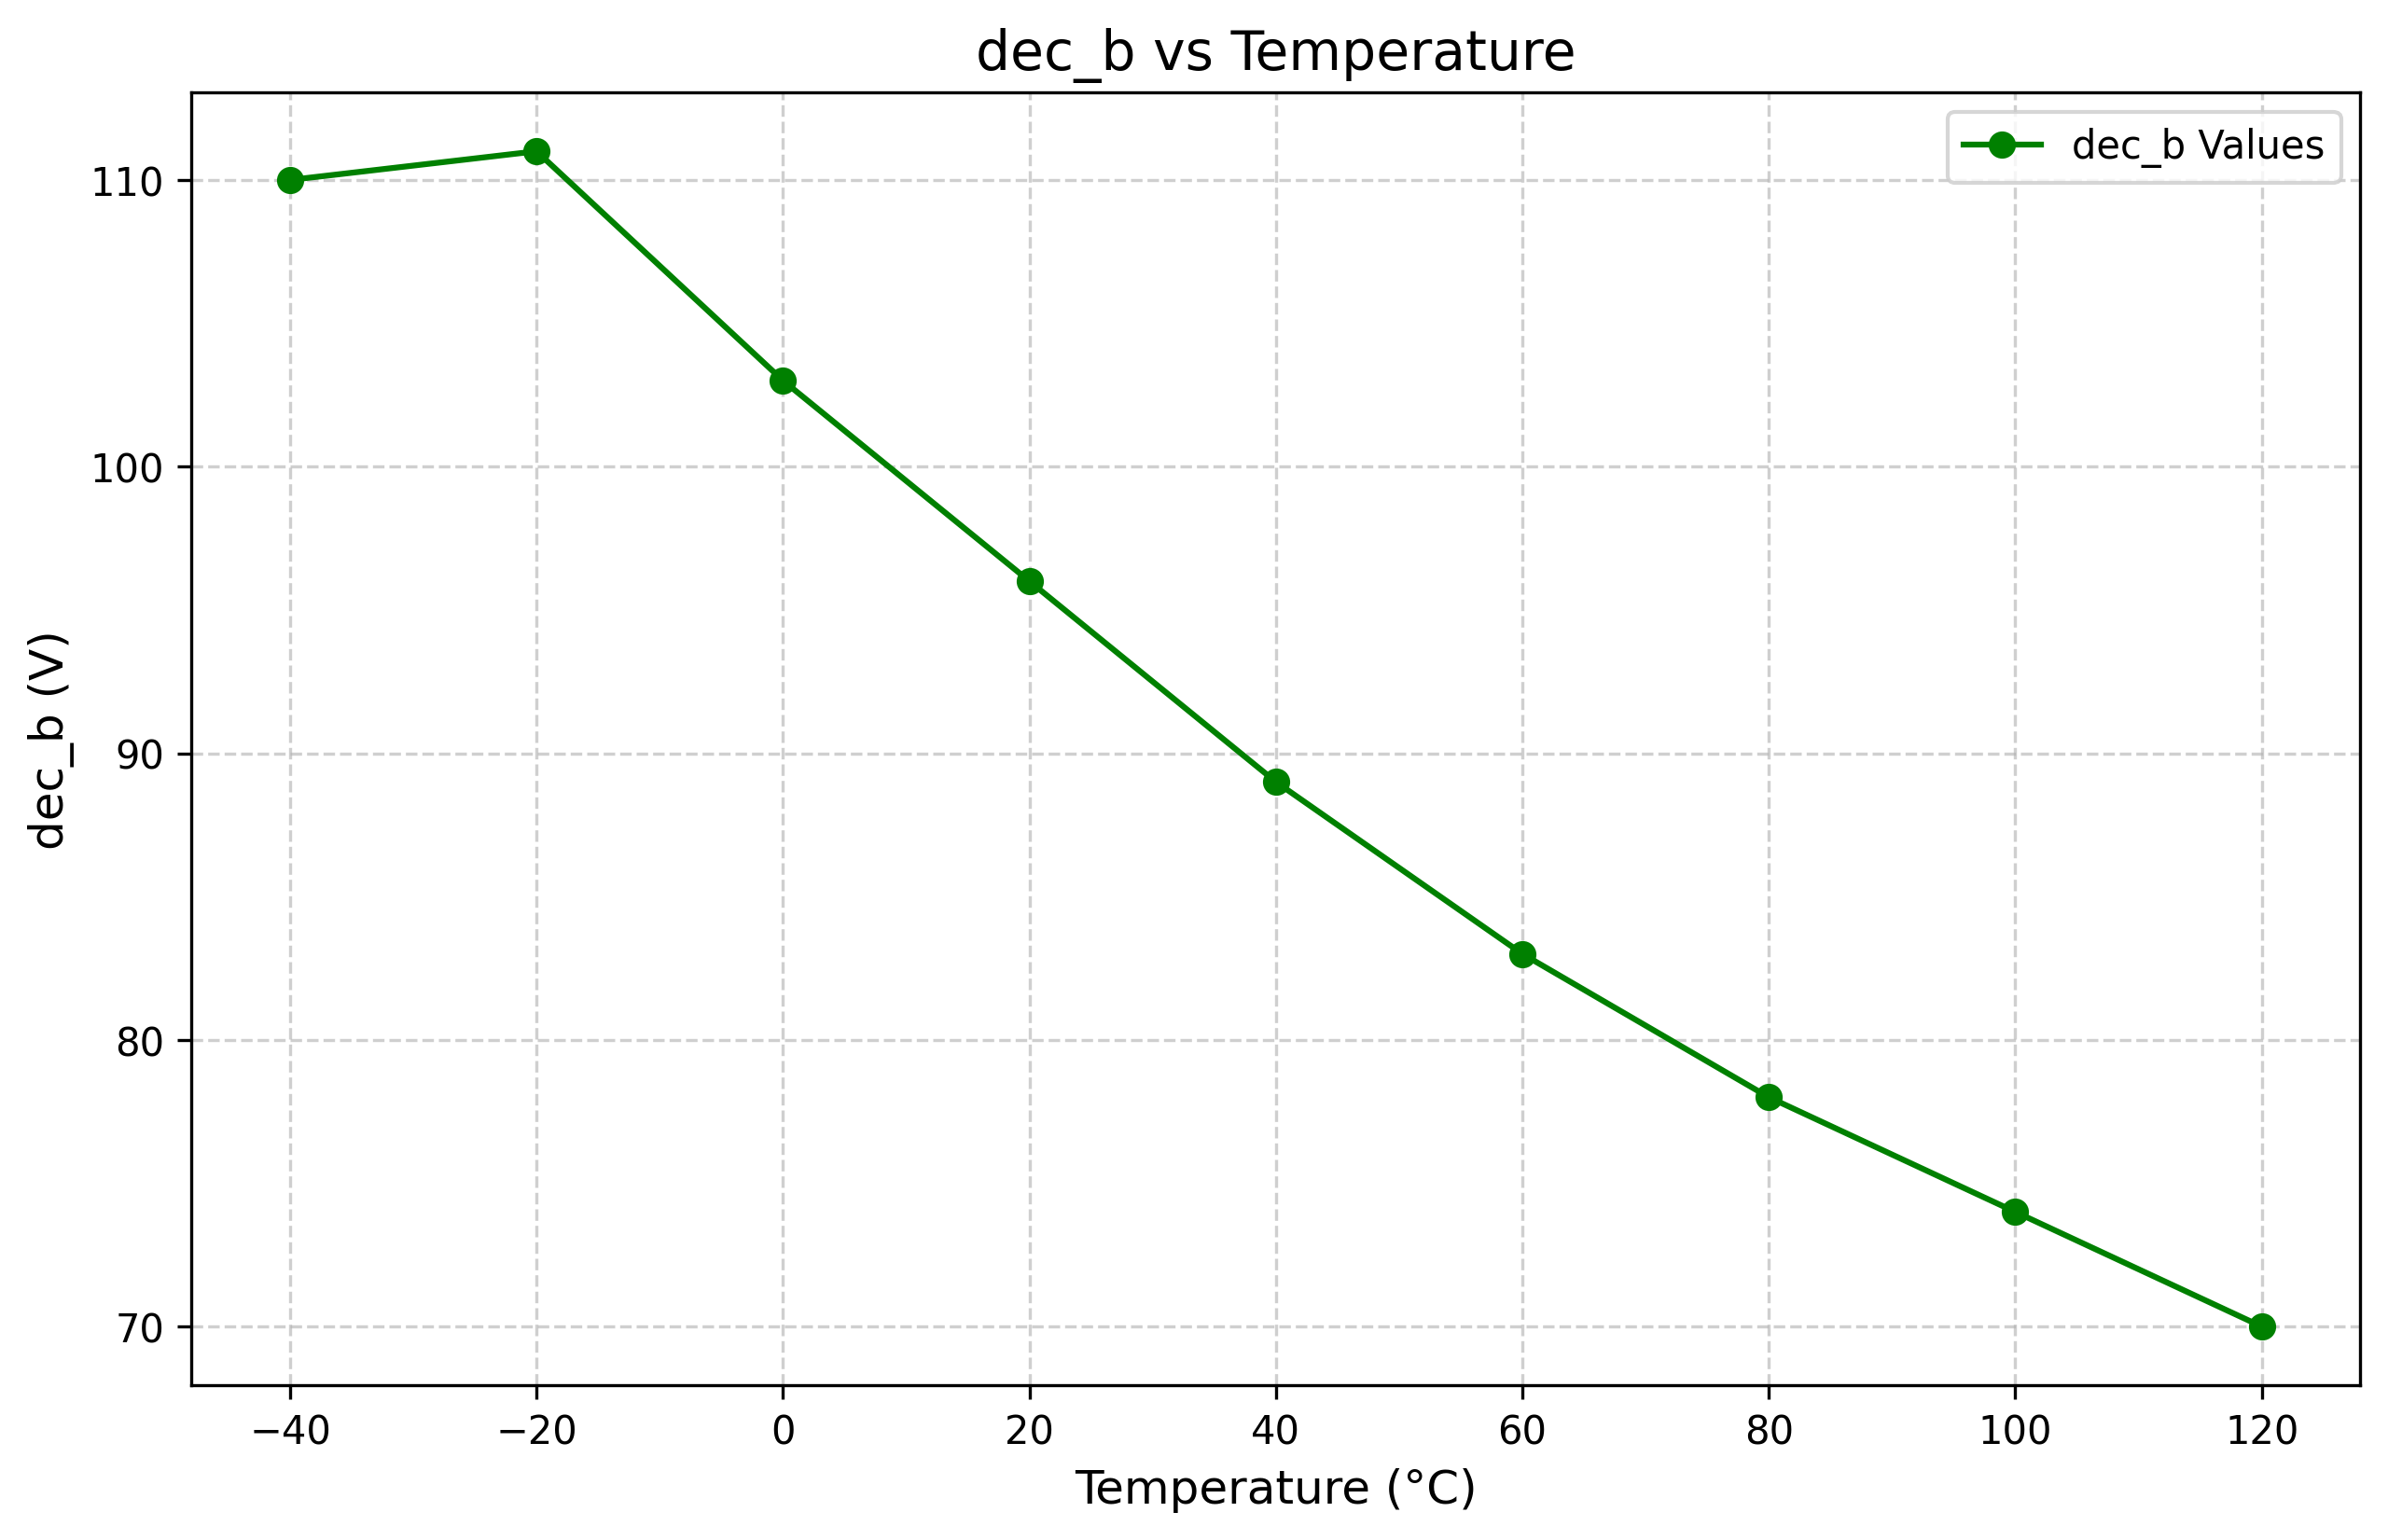 dec_b vs Temperature
dec_b Values
dec_b (V)
110
100
90
80
70
−40 −20 0 20 40 60 80 100 120
Temperature (°C)